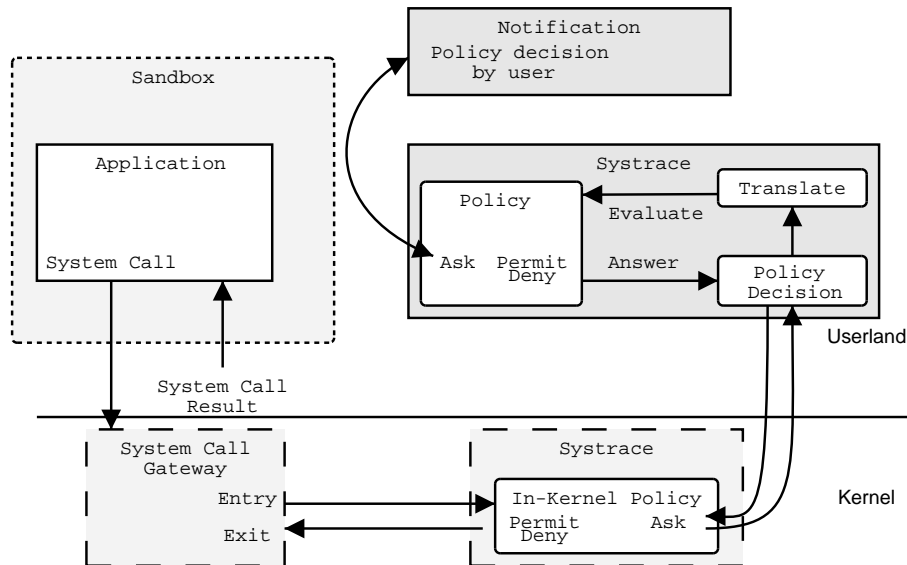 Notification
Policy decision
by user
Sandbox
Application
System Call
Systrace
Translate
Policy
Evaluate
Ask Permit
Deny
Answer
Policy
Decision
Userland
System Call
Result
System Call
Gateway
Entry
Exit
Systrace
In-Kernel Policy
Permit Ask
Deny
Kernel